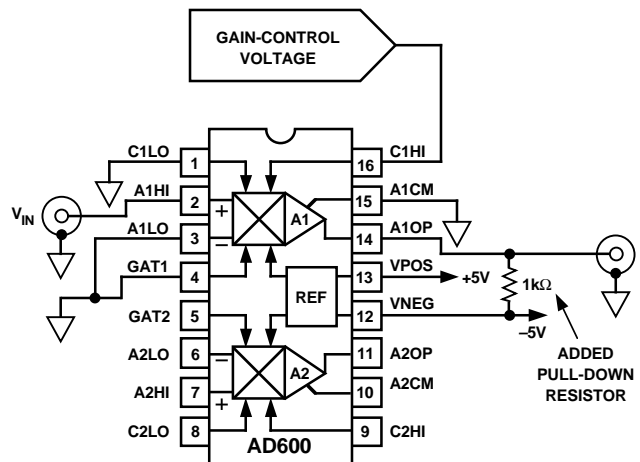 GAIN-CONTROL
VOLTAGE
C1LO
1
16
C1HI
A1HI
2
+
A1
15
A1CM
VIN
A1LO
3
–
14
A1OP
GAT1
4
REF
13
VPOS
+5V
1kΩ
GAT2
5
12
VNEG
–5V
A2LO
6
–
A2
11
A2OP
A2HI
7
+
10
A2CM
C2LO
8
9
C2HI
AD600
ADDED
PULL-DOWN
RESISTOR